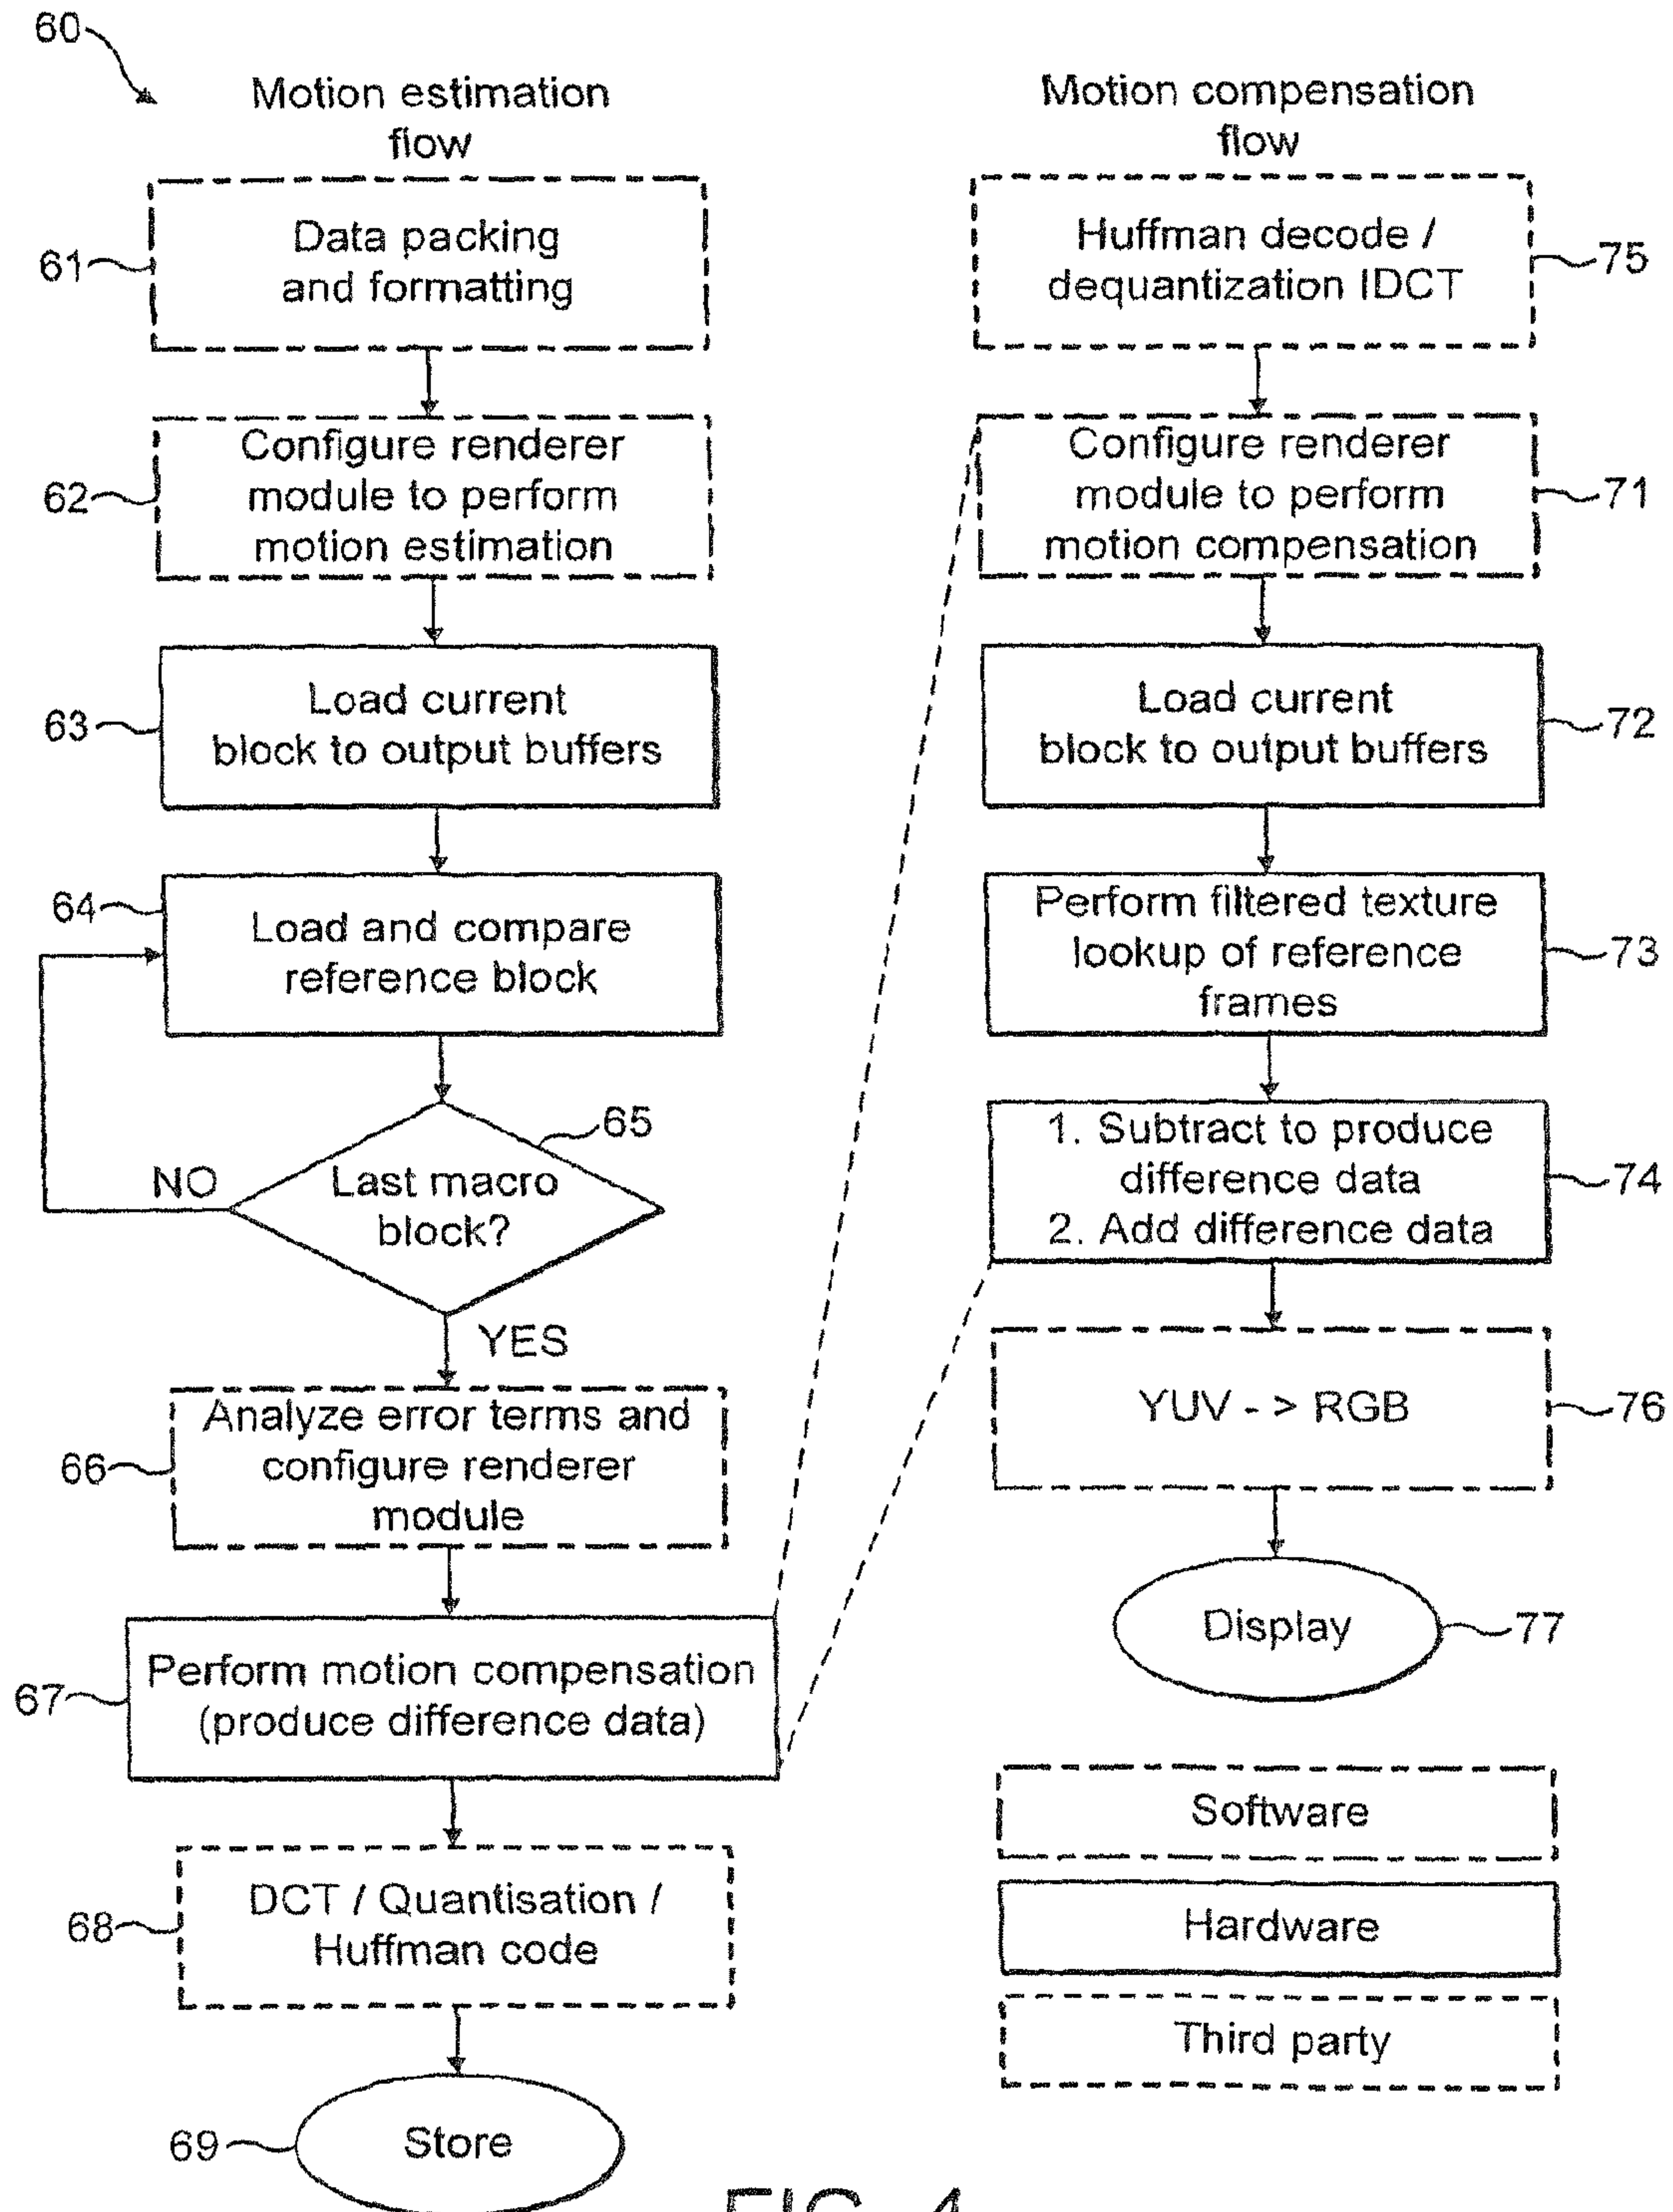 60
Motion estimation
flow
61
Data packing
and formatting
62
Configure renderer
module to perform
motion estimation
63
Load current
block to output buffers
64
Load and compare
reference block
65
Last macro
block?
NO
YES
66
Analyze error terms and
configure renderer
module
67
Perform motion compensation
(produce difference data)
68
DCT / Quantisation /
Huffman code
69
Store
Motion compensation
flow
Huffman decode /
dequantization IDCT
75
Configure renderer
module to perform
motion compensation
71
Load current
block to output buffers
72
Perform filtered texture
lookup of reference
frames
73
1. Subtract to produce
difference data
2. Add difference data
74
YUV - > RGB
76
Display
77
Software
Hardware
Third party
FIG. 4